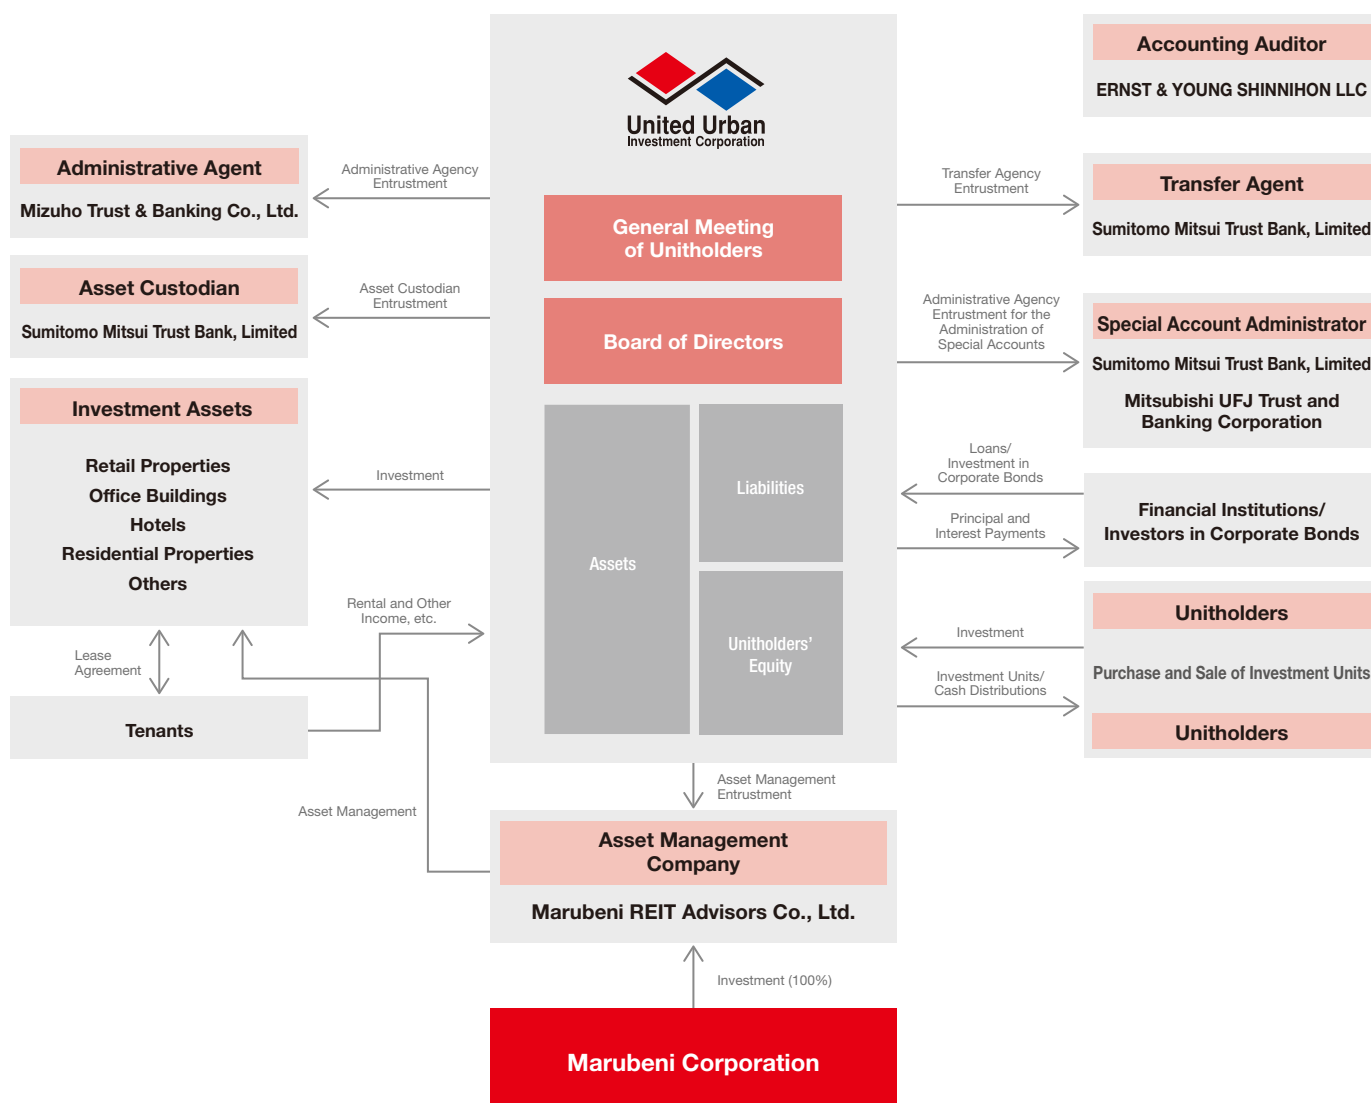 United Urban
Investment Corporation
General Meeting
of Unitholders
Board of Directors
Assets
Liabilities
Unitholders'
Equity
Administrative Agent
Mizuho Trust & Banking Co., Ltd.
Administrative Agency
Entrustment
Asset Custodian
Sumitomo Mitsui Trust Bank, Limited
Asset Custodian
Entrustment
Investment Assets
Retail Properties
Office Buildings
Hotels
Residential Properties
Others
Investment
Lease
Agreement
Tenants
Rental and Other
Income, etc.
Asset Management
Accounting Auditor
ERNST & YOUNG SHINNIHON LLC
Transfer Agency
Entrustment
Transfer Agent
Sumitomo Mitsui Trust Bank, Limited
Administrative Agency
Entrustment for the
Administration of
Special Accounts
Special Account Administrator
Sumitomo Mitsui Trust Bank, Limited
Mitsubishi UFJ Trust and
Banking Corporation
Loans/
Investment in
Corporate Bonds
Principal and
Interest Payments
Financial Institutions/
Investors in Corporate Bonds
Investment
Investment Units/
Cash Distributions
Unitholders
Purchase and Sale of Investment Units
Unitholders
Asset Management
Entrustment
Asset Management
Company
Marubeni REIT Advisors Co., Ltd.
Investment (100%)
Marubeni Corporation